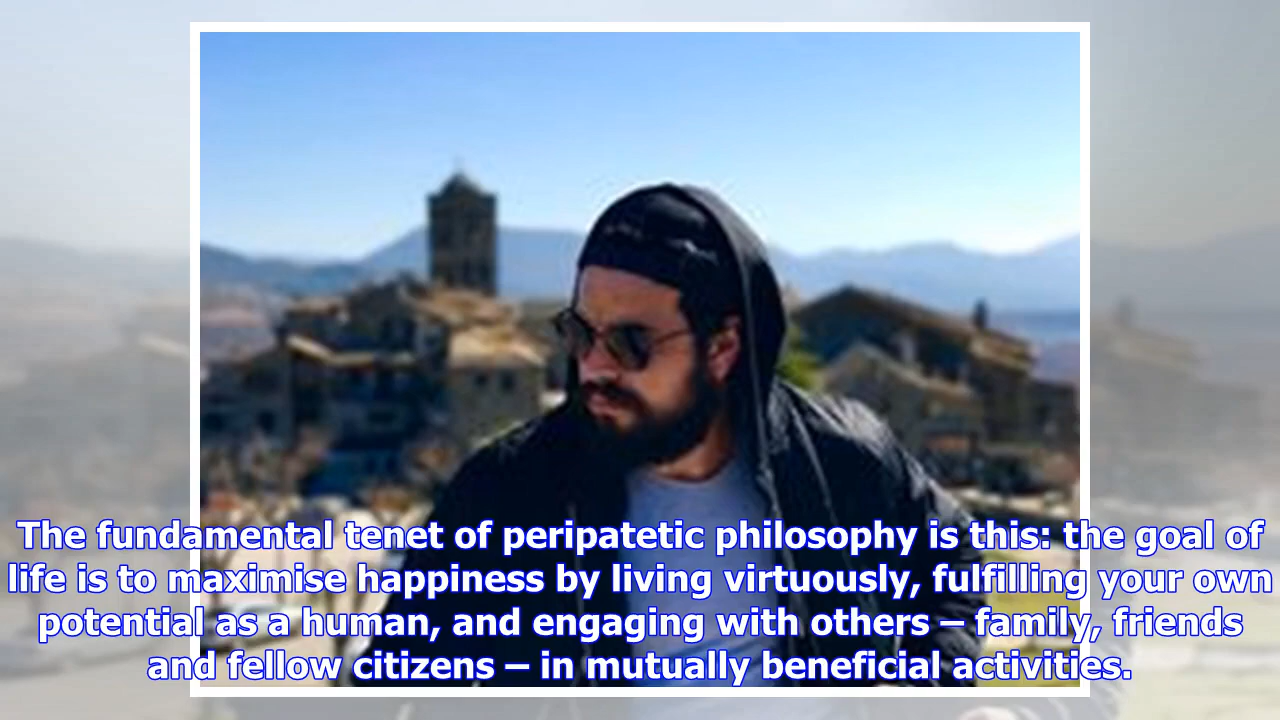 The fundamental tenet of peripatetic philosophy is this: the goal of
life is to maximise happiness by living virtuously, fulfilling your own
potential as a human, and engaging with others – family, friends
and fellow citizens – in mutually beneficial activities.